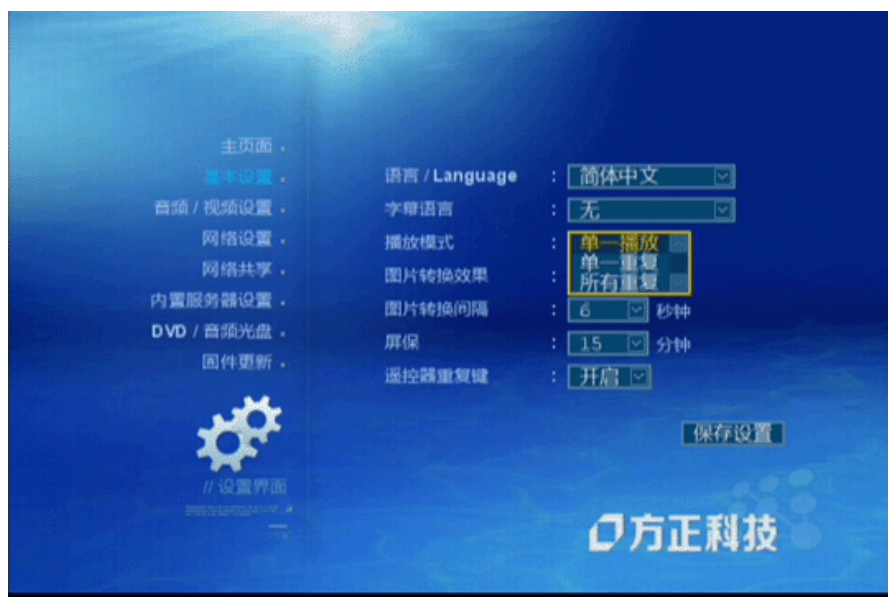 主页面
基本设置
音频 / 视频设置
网络设置
网络共享
内置服务器设置
DVD / 音频光盘
固件更新
// 设置界面
语言 / Language : 简体中文
字幕语言 : 无
播放模式 : 单一播放
单一重复
图片转换效果 : 所有重复
图片转换间隔 : 6 秒钟
屏保 : 15 分钟
遥控器重复键 : 开启
保存设置
方正科技